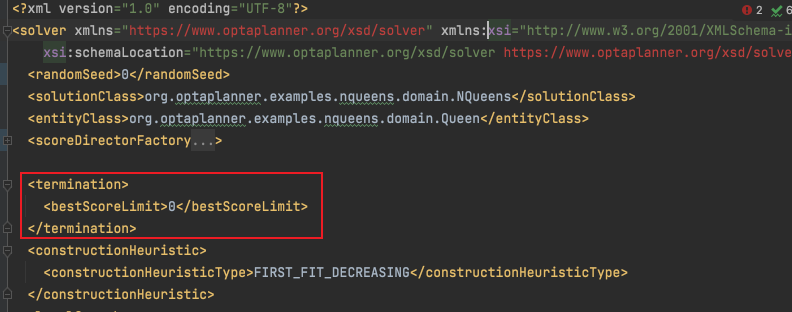 <?xml version="1.0" encoding="UTF-8"?>
2 6
<solver xmlns="https://www.optaplanner.org/xsd/solver" xmlns:xsi="http://www.w3.org/2001/XMLSchema-i
xsi:schemaLocation="https://www.optaplanner.org/xsd/solver https://www.optaplanner.org/xsd/solve
<randomSeed>0</randomSeed>
<solutionClass>org.optaplanner.examples.nqueens.domain.NQueens</solutionClass>
<entityClass>org.optaplanner.examples.nqueens.domain.Queen</entityClass>
<scoreDirectorFactory...>
<termination>
<bestScoreLimit>0</bestScoreLimit>
</termination>
<constructionHeuristic>
<constructionHeuristicType>FIRST_FIT_DECREASING</constructionHeuristicType>
</constructionHeuristic>